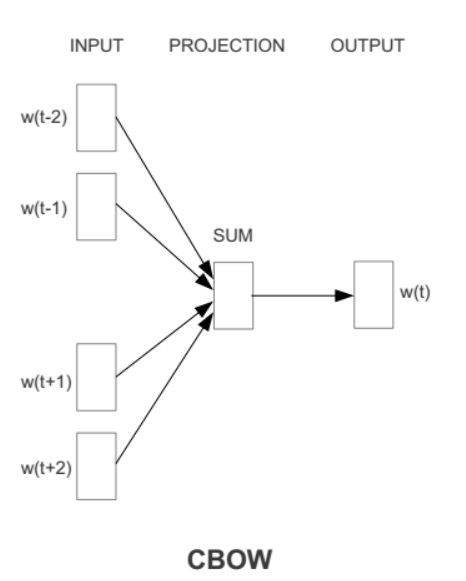 INPUT PROJECTION OUTPUT
w(t-2)
w(t-1)
SUM
w(t)
w(t+1)
w(t+2)
CBOW